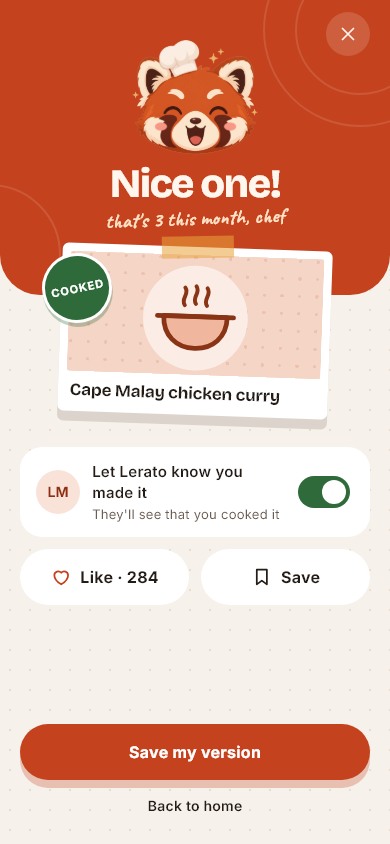 Nice one!
that's 3 this month, chef
COOKED
Cape Malay chicken curry
LM
Let Lerato know you
made it
They'll see that you cooked it
Like · 284
Save
Save my version
Back to home